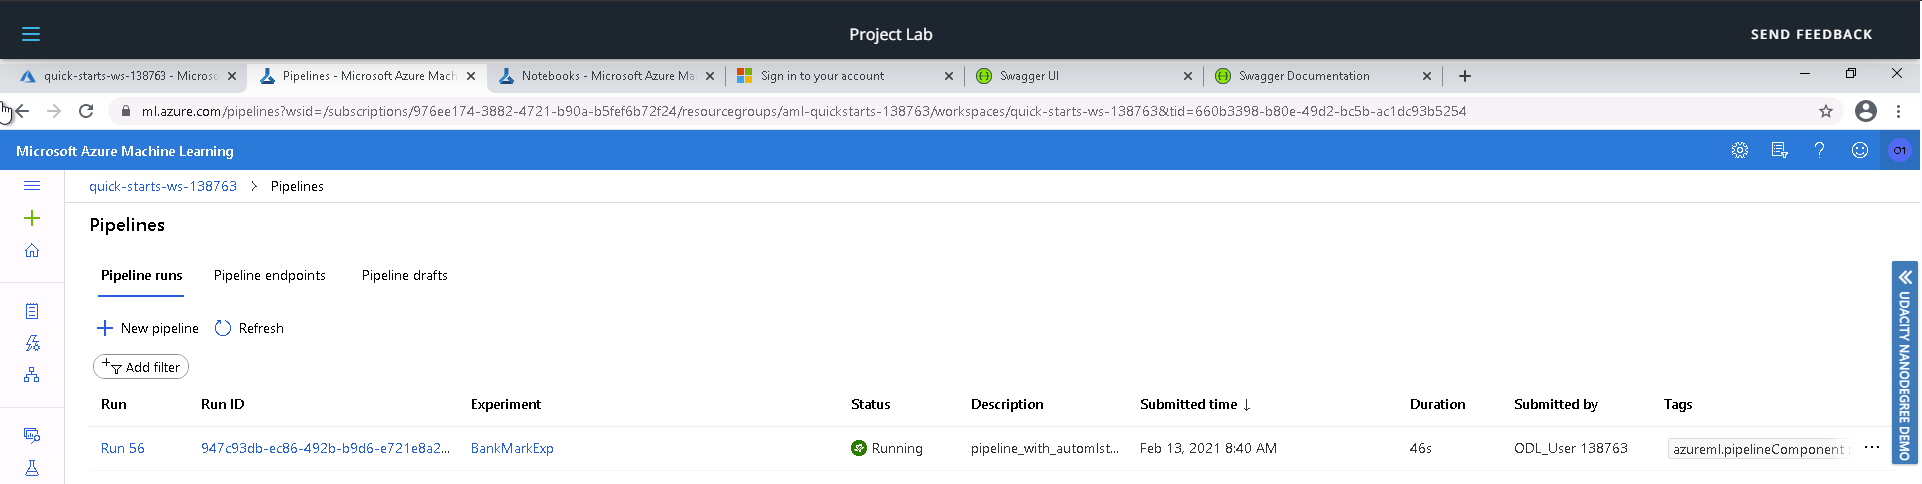 Project Lab
SEND FEEDBACK
quick-starts-ws-138763 - Microso
Pipelines - Microsoft Azure Mach
Notebooks - Microsoft Azure Ma
Sign in to your account
Swagger UI
Swagger Documentation
ml.azure.com/pipelines?wsid=/subscriptions/976ee174-3882-4721-b90a-b5fef6b72f24/resourcegroups/aml-quickstarts-138763/workspaces/quick-starts-ws-138763&tid=660b3398-b80e-49d2-bc5b-ac1dc93b5254
Microsoft Azure Machine Learning
O1
quick-starts-ws-138763 > Pipelines
Pipelines
Pipeline runs
Pipeline endpoints
Pipeline drafts
New pipeline
Refresh
Add filter
Run
Run ID
Experiment
Status
Description
Submitted time ↓
Duration
Submitted by
Tags
Run 56
947c93db-ec86-492b-b9d6-e721e8a2...
BankMarkExp
Running
pipeline_with_automlst...
Feb 13, 2021 8:40 AM
46s
ODL_User 138763
azureml.pipelineComponent :
...
UDACITY NANODEGREE DEMO